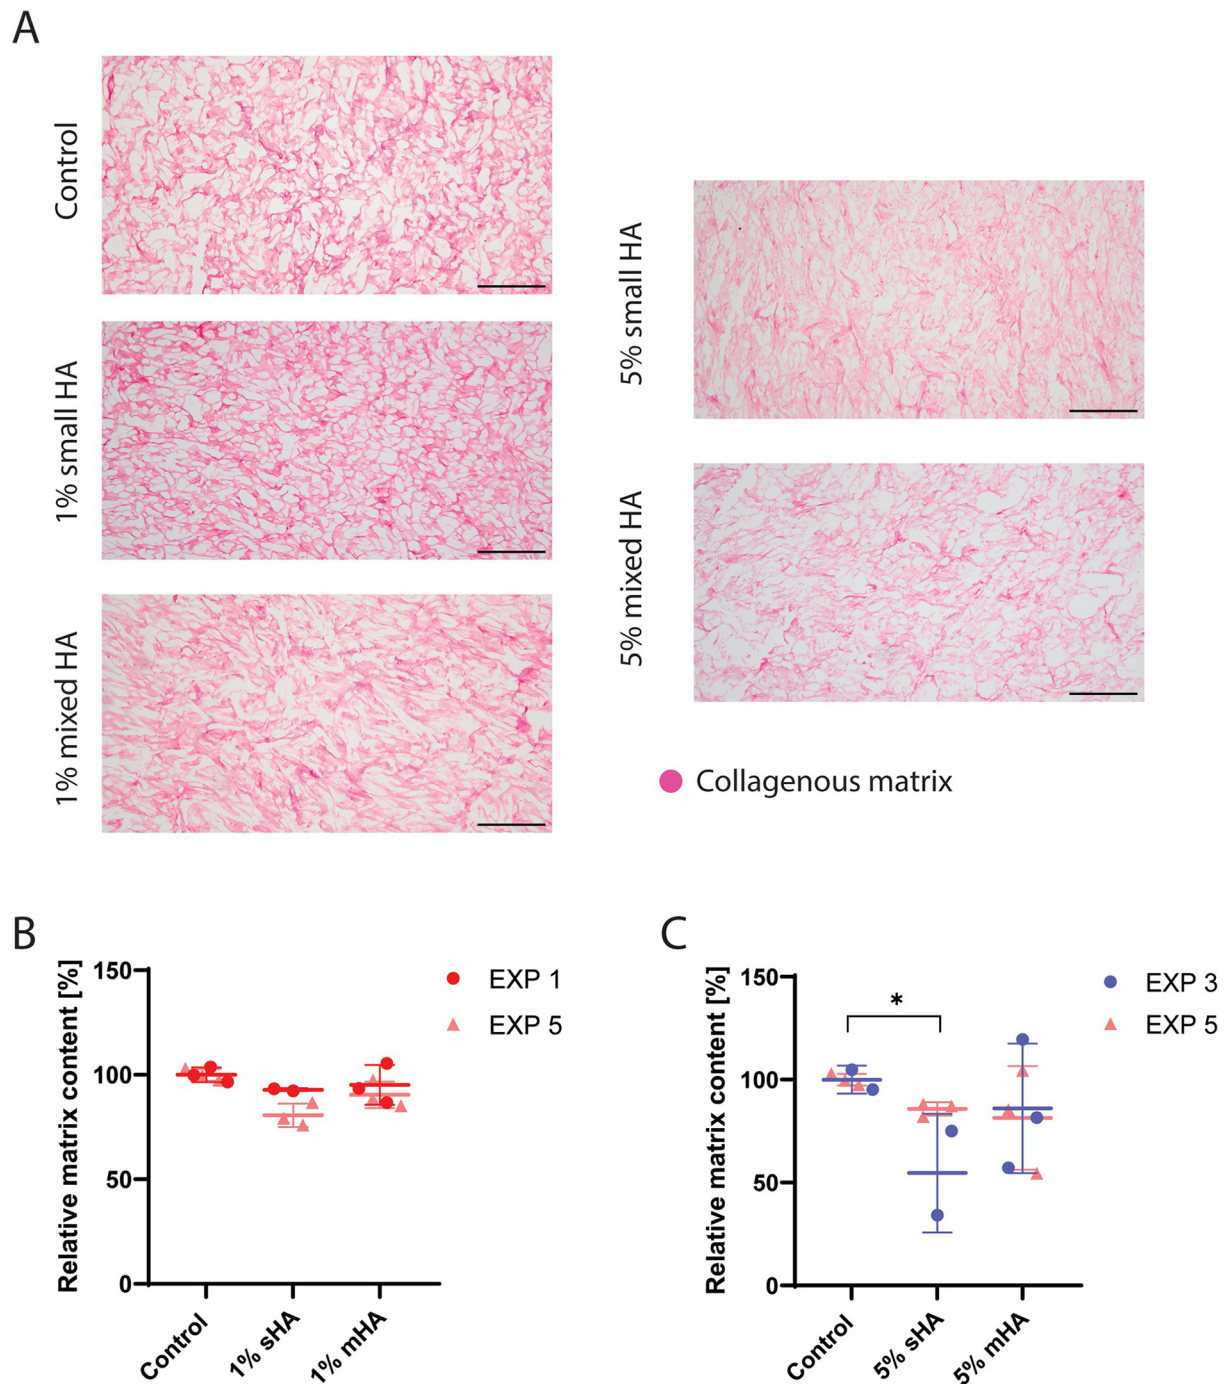 A
Control
1% small HA
1% mixed HA
5% small HA
5% mixed HA
Collagenous matrix
B
Relative matrix content [%]
150
100
50
0
Control
1% sHA
1% mHA
EXP 1
EXP 5
C
Relative matrix content [%]
150
100
50
0
*
Control
5% sHA
5% mHA
EXP 3
EXP 5